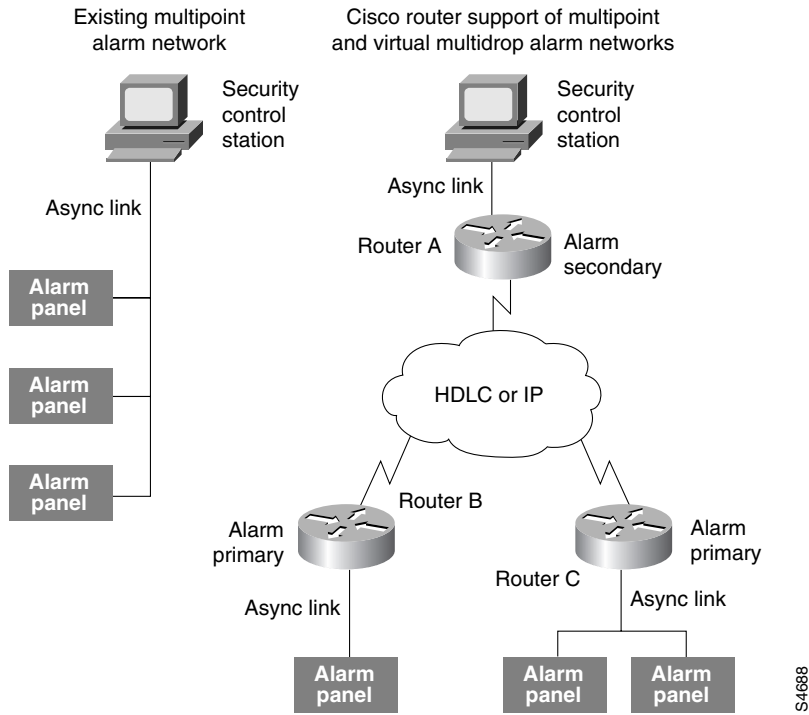 Existing multipoint
alarm network
Security
control
station
Async link
Alarm
panel
Alarm
panel
Alarm
panel
Cisco router support of multipoint
and virtual multidrop alarm networks
Security
control
station
Async link
Router A
Alarm
secondary
HDLC or IP
Router B
Alarm
primary
Async link
Alarm
panel
Router C
Alarm
primary
Async link
Alarm
panel
Alarm
panel
S4688